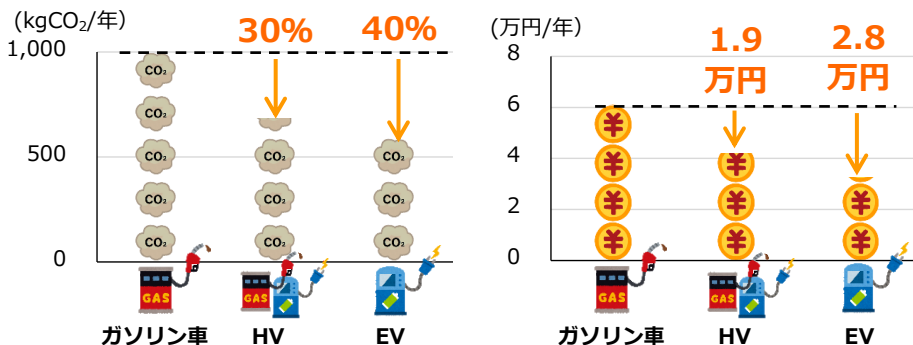 (kgCO₂/年)
1,000
500
0
30%
40%
CO₂
CO₂
CO₂
CO₂
CO₂
CO₂
CO₂
CO₂
CO₂
CO₂
CO₂
GAS
GAS
ガソリン車
HV
EV
(万円/年)
8
6
4
2
0
1.9
万円
2.8
万円
¥
¥
¥
¥
¥
¥
¥
¥
¥
GAS
GAS
ガソリン車
HV
EV